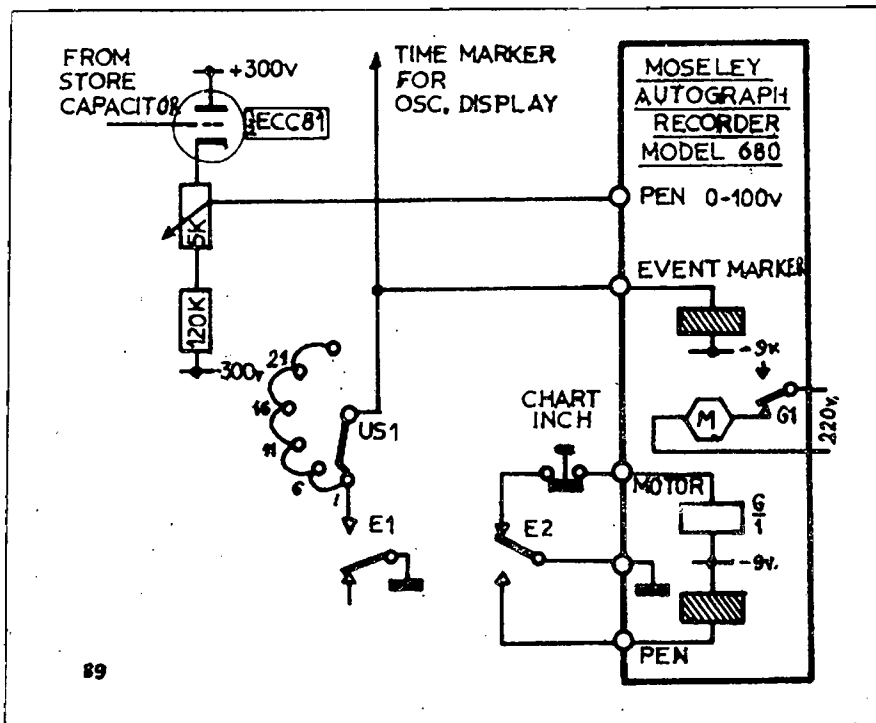 FROM
STORE
CAPACITOR
+300v
ECC81
TIME MARKER
FOR
OSC. DISPLAY
MOSELEY
AUTOGRAPH
RECORDER
MODEL 680
PEN 0-100v
5K
EVENT MARKER
120K
-300v
21
16
11
6
1
US1
-9v
M
G1
220v.
CHART
INCH
MOTOR
E1
E2
G
1
-9v.
PEN
89